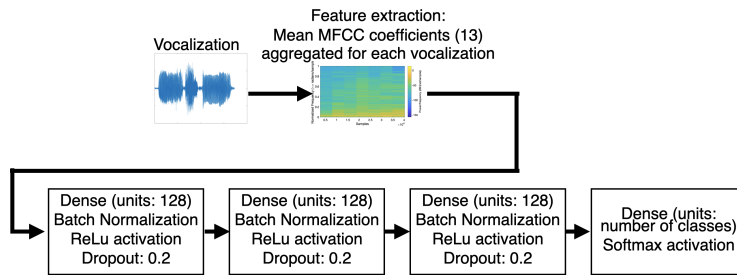 Feature extraction:
Vocalization
Mean MFCC coefficients (13)
aggregated for each vocalization
Samples
Dense (units: 128)
Batch Normalization
ReLu activation
Dropout: 0.2
Dense (units: 128)
Batch Normalization
ReLu activation
Dropout: 0.2
Dense (units: 128)
Batch Normalization
ReLu activation
Dropout: 0.2
Dense (units:
number of classes)
Softmax activation